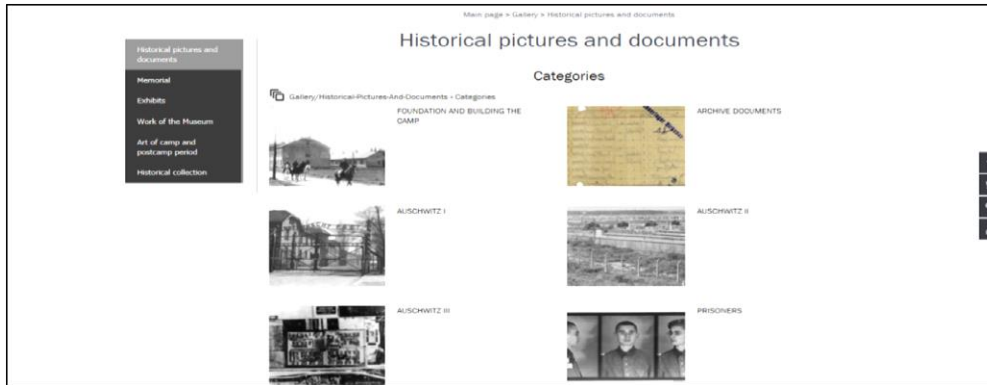 Main page > Gallery > Historical pictures and documents
Historical pictures and documents
Historical pictures and
documents
Memorial
Exhibits
Work of the Museum
Art of camp and
postcamp period
Historical collection
Categories
Gallery/Historical-Pictures-And-Documents - Categories
FOUNDATION AND BUILDING THE
CAMP
ARCHIVE DOCUMENTS
AUSCHWITZ I
AUSCHWITZ II
AUSCHWITZ III
PRISONERS